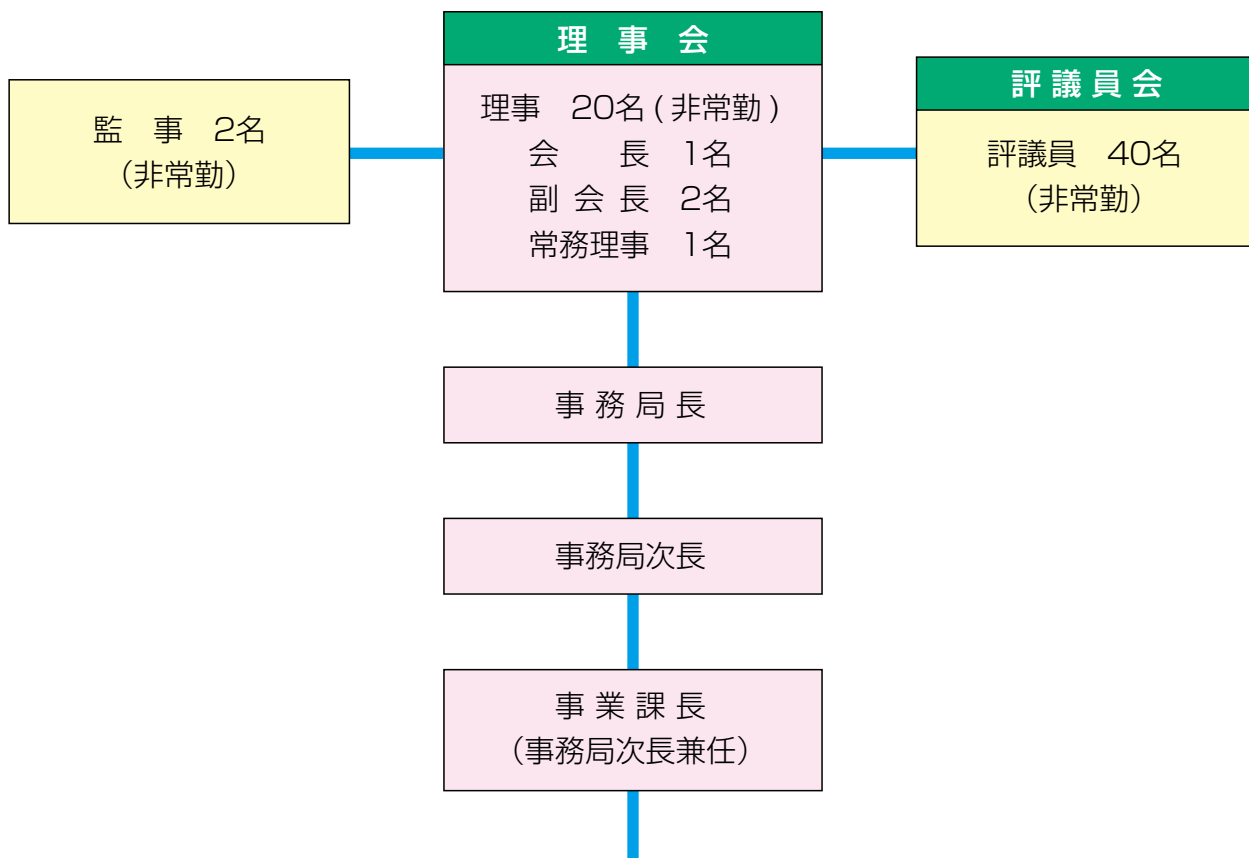 理　事　会
理事　20名 ( 非常勤 )
会　　長　1名
副 会 長　2名
常務理事　1名
監　事　2名
（非常勤）
評 議 員 会
評議員　40名
（非常勤）
事 務 局 長
事務局次長
事 業 課 長
（事務局次長兼任）